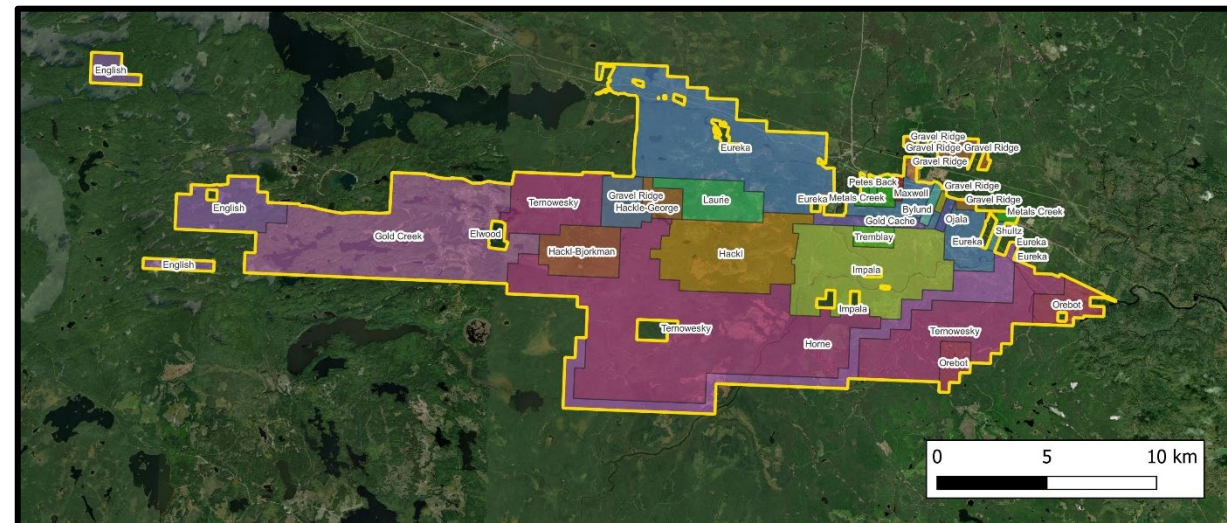 English
Eureka
Gravel Ridge
Gravel Ridge
Gravel Ridge
Gravel Ridge
Petes Back
English
Ternowesky
Gravel Ridge
Hackle-George
Laurie
Eureka
Metals Creek
Maxwell
Gravel Ridge
Gravel Ridge
Bylund
Metals Creek
Gold Cache
Ojala
Gold Creek
Elwood
Tremblay
Shultz
Eureka
Eureka
Eureka
Hackl-Bjorkman
Hackl
English
Impala
Impala
Orebot
Ternowesky
Horne
Ternowesky
Orebot
0 5 10 km